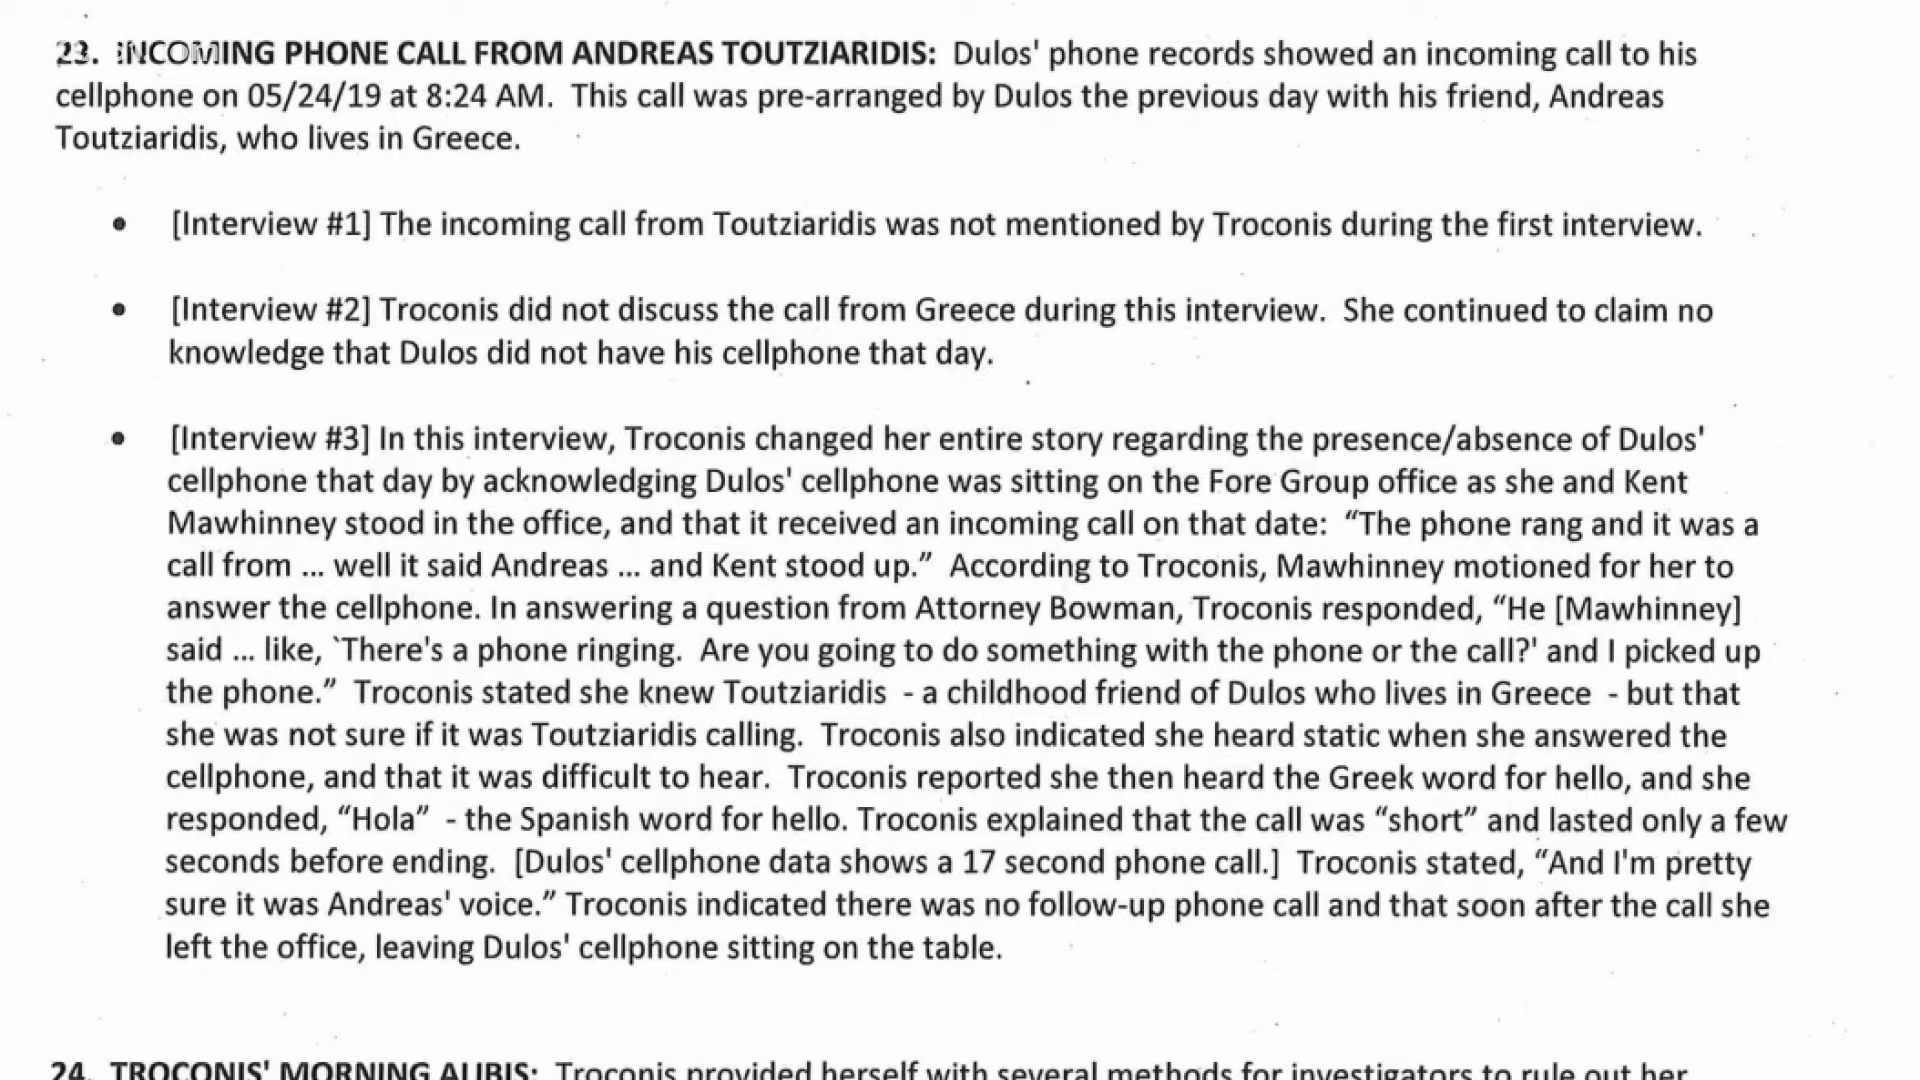 23. INCOMING PHONE CALL FROM ANDREAS TOUTZIARIDIS: Dulos' phone records showed an incoming call to his
cellphone on 05/24/19 at 8:24 AM. This call was pre-arranged by Dulos the previous day with his friend, Andreas
Toutziaridis, who lives in Greece.
• [Interview #1] The incoming call from Toutziaridis was not mentioned by Troconis during the first interview.
• [Interview #2] Troconis did not discuss the call from Greece during this interview. She continued to claim no
knowledge that Dulos did not have his cellphone that day.
• [Interview #3] In this interview, Troconis changed her entire story regarding the presence/absence of Dulos'
cellphone that day by acknowledging Dulos' cellphone was sitting on the Fore Group office as she and Kent
Mawhinney stood in the office, and that it received an incoming call on that date: “The phone rang and it was a
call from ... well it said Andreas ... and Kent stood up.” According to Troconis, Mawhinney motioned for her to
answer the cellphone. In answering a question from Attorney Bowman, Troconis responded, “He [Mawhinney]
said ... like, `There's a phone ringing. Are you going to do something with the phone or the call?' and I picked up
the phone.” Troconis stated she knew Toutziaridis - a childhood friend of Dulos who lives in Greece - but that
she was not sure if it was Toutziaridis calling. Troconis also indicated she heard static when she answered the
cellphone, and that it was difficult to hear. Troconis reported she then heard the Greek word for hello, and she
responded, “Hola” - the Spanish word for hello. Troconis explained that the call was “short” and lasted only a few
seconds before ending. [Dulos' cellphone data shows a 17 second phone call.] Troconis stated, “And I'm pretty
sure it was Andreas' voice.” Troconis indicated there was no follow-up phone call and that soon after the call she
left the office, leaving Dulos' cellphone sitting on the table.
24. TROCONIS' MORNING ALIBIS: Troconis provided herself with several methods for investigators to rule out her